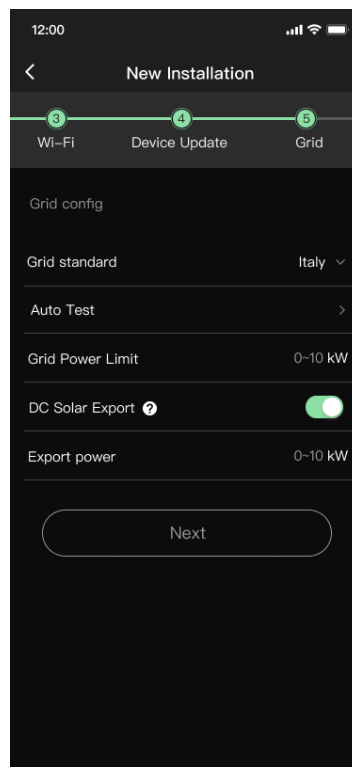 12:00
New Installation
3 4 5
Wi-Fi Device Update Grid
Grid config
Grid standard Italy
Auto Test
Grid Power Limit 0~10 kW
DC Solar Export ?
Export power 0~10 kW
Next